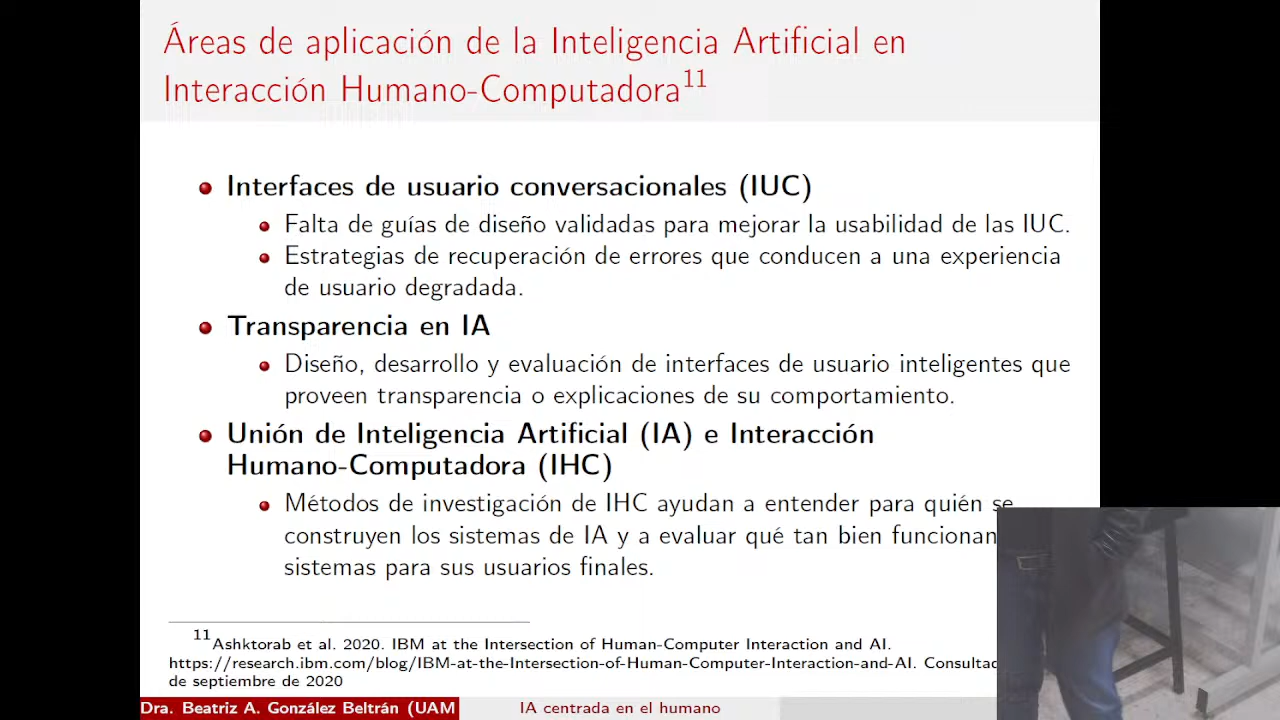 Áreas de aplicación de la Inteligencia Artificial en
Interacción Humano-Computadora11
Interfaces de usuario conversacionales (IUC)
Falta de guías de diseño validadas para mejorar la usabilidad de las IUC.
Estrategias de recuperación de errores que conducen a una experiencia
de usuario degradada.
Transparencia en IA
Diseño, desarrollo y evaluación de interfaces de usuario inteligentes que
proveen transparencia o explicaciones de su comportamiento.
Unión de Inteligencia Artificial (IA) e Interacción
Humano-Computadora (IHC)
Métodos de investigación de IHC ayudan a entender para quién se
construyen los sistemas de IA y a evaluar qué tan bien funcionan
sistemas para sus usuarios finales.
11Ashktorab et al. 2020. IBM at the Intersection of Human-Computer Interaction and AI.
https://research.ibm.com/blog/IBM-at-the-Intersection-of-Human-Computer-Interaction-and-AI. Consultad
de septiembre de 2020
Dra. Beatriz A. González Beltrán (UAM
IA centrada en el humano